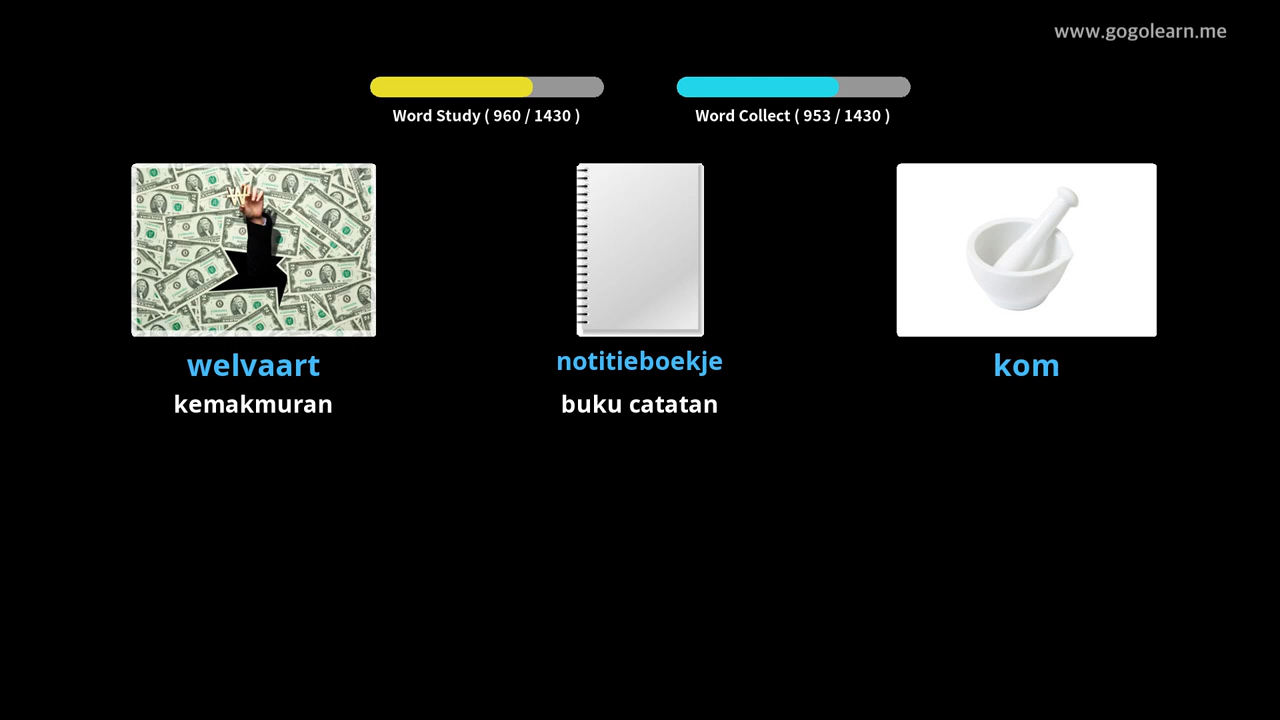 www.gogolearn.me
Word Study ( 960 / 1430 )
Word Collect ( 953 / 1430 )
welvaart
kemakmuran
notitieboekje
buku catatan
kom